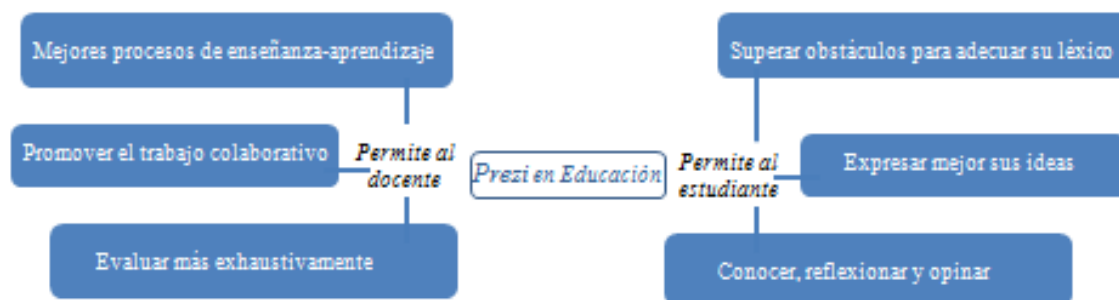 Mejores procesos de enseñanza-aprendizaje
Promover el trabajo colaborativo
Evaluar más exhaustivamente
Permite al
docente
Prezi en Educación
Permite al
estudiante
Superar obstáculos para adecuar su léxico
Expresar mejor sus ideas
Conocer, reflexionar y opinar